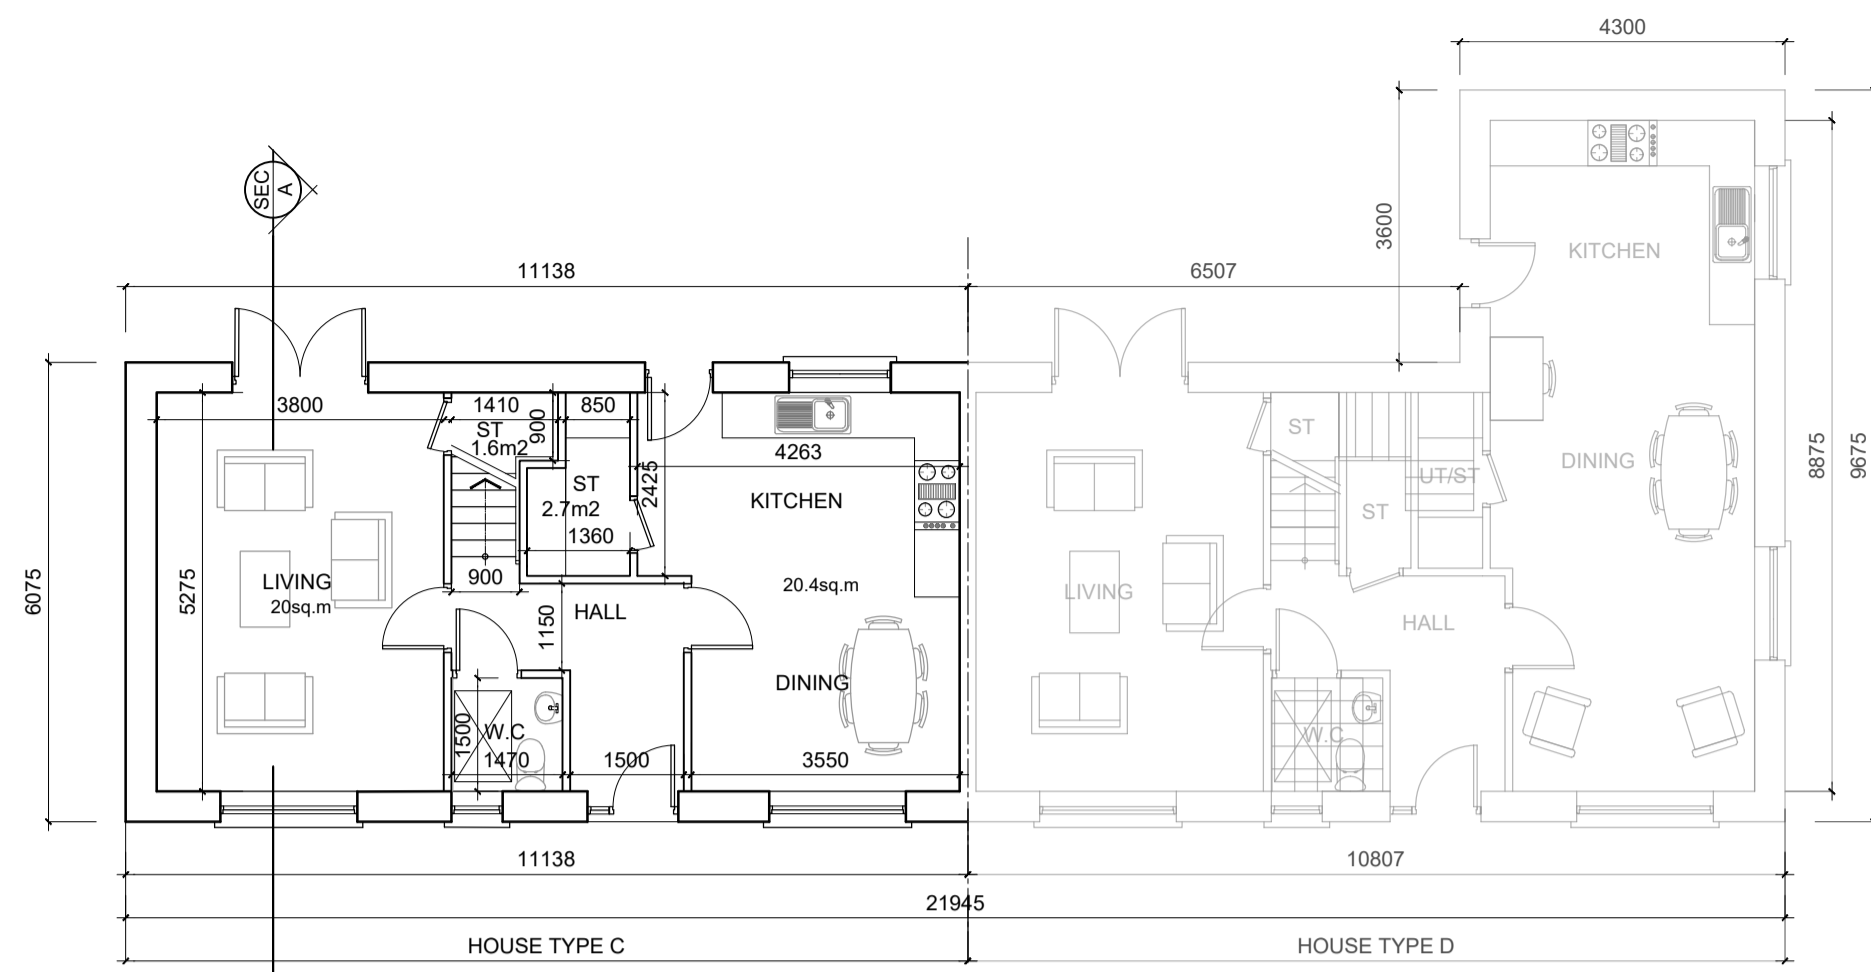 4300
SEC
A
3600
KITCHEN
11138
6507
3800
1410
850
900
ST
1.6m2
4263
2425
ST
2.7m2
KITCHEN
1360
ST
UT/ST
ST
DINING
8875
9675
6075
5275
LIVING
20sq.m
900
20.4sq.m
HALL
1150
LIVING
HALL
DINING
1500
W.C
1470
1500
3550
W.C
11138
10807
21945
HOUSE TYPE C
HOUSE TYPE D